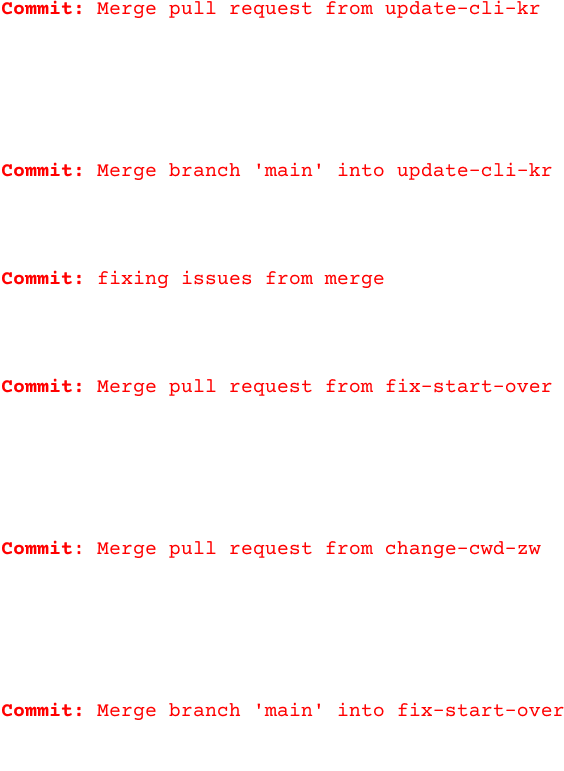 Commit: Merge pull request from update-cli-kr
Commit: Merge branch 'main' into update-cli-kr
Commit: fixing issues from merge
Commit: Merge pull request from fix-start-over
Commit: Merge pull request from change-cwd-zw
Commit: Merge branch 'main' into fix-start-over